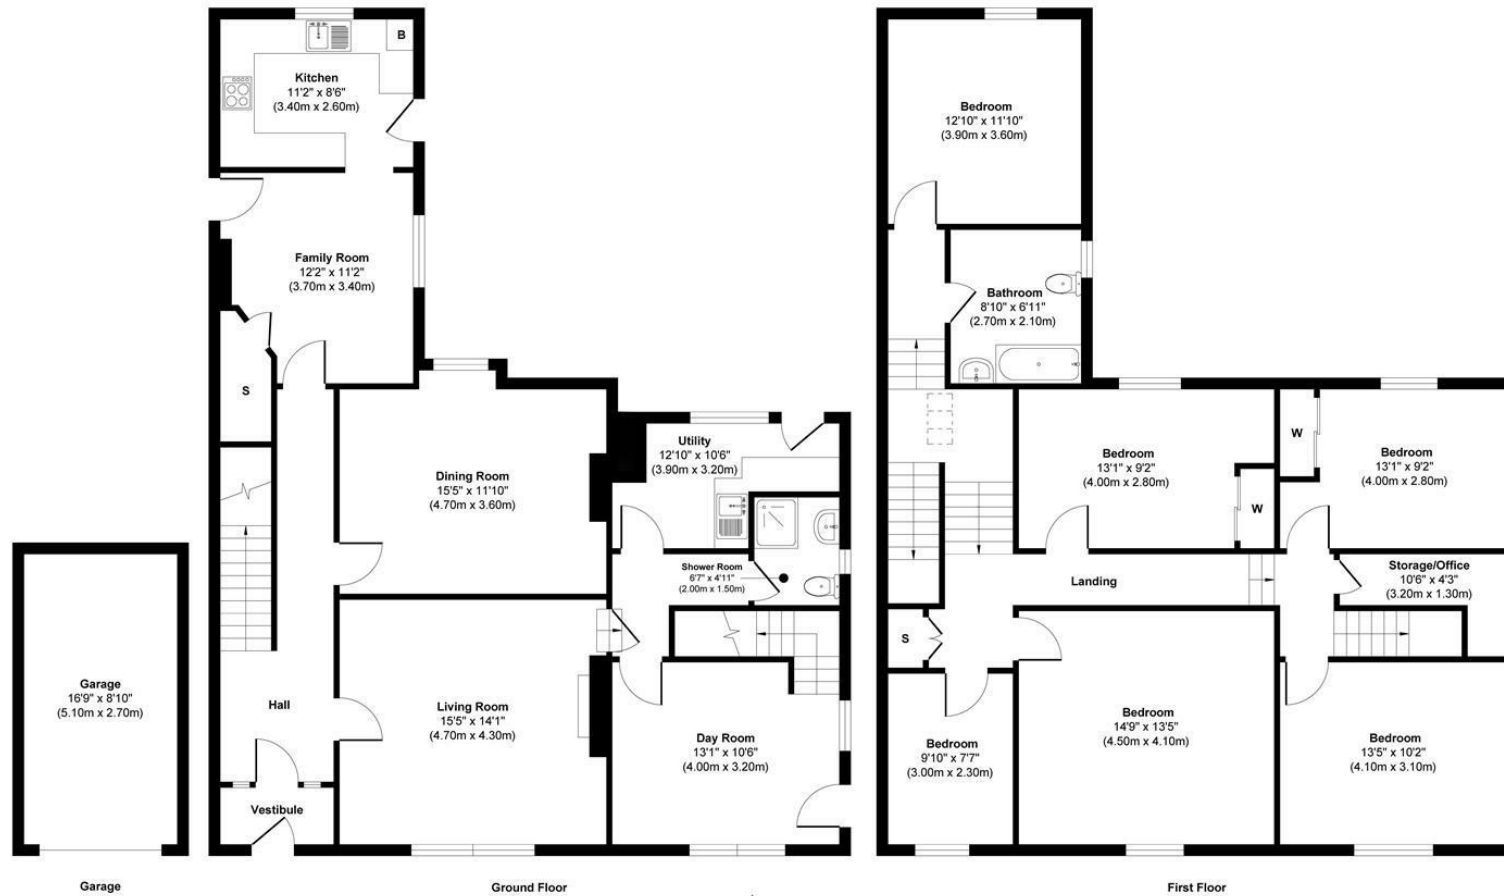 Kitchen
11'2" x 8'6"
(3.40m x 2.60m)
B
Family Room
12'2" x 11'2"
(3.70m x 3.40m)
S
Dining Room
15'5" x 11'10"
(4.70m x 3.60m)
Utility
12'10" x 10'6"
(3.90m x 3.20m)
Shower Room
6'7" x 4'11"
(2.00m x 1.50m)
Garage
16'9" x 8'10"
(5.10m x 2.70m)
Hall
Living Room
15'5" x 14'1"
(4.70m x 4.30m)
Day Room
13'1" x 10'6"
(4.00m x 3.20m)
Vestibule
Garage
Ground Floor
Bedroom
12'10" x 11'10"
(3.90m x 3.60m)
Bathroom
8'10" x 6'11"
(2.70m x 2.10m)
Bedroom
13'1" x 9'2"
(4.00m x 2.80m)
W
W
Bedroom
13'1" x 9'2"
(4.00m x 2.80m)
Landing
Storage/Office
10'6" x 4'3"
(3.20m x 1.30m)
S
Bedroom
9'10" x 7'7"
(3.00m x 2.30m)
Bedroom
14'9" x 13'5"
(4.50m x 4.10m)
Bedroom
13'5" x 10'2"
(4.10m x 3.10m)
First Floor